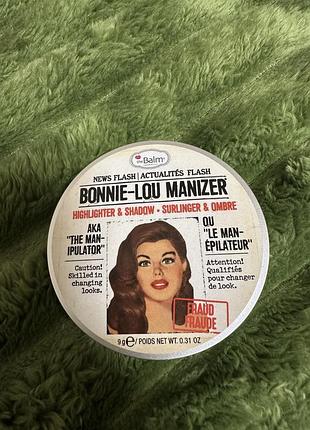 theBalm®
NEWS FLASH | ACTUALITÉS FLASH
BONNIE-LOU MANIZER®
HIGHLIGHTER & SHADOW • SURLINGER & OMBRE
AKA
"THE MAN-
IPULATOR"
Caution!
Skilled in
changing
looks.
OU
"LE MAN-
ÉPILATEUR"
Attention!
Qualifiés
pour changer
de look.
FRAUD
FRAUDE
9 g ℮ / POIDS NET WT. 0.31 OZ